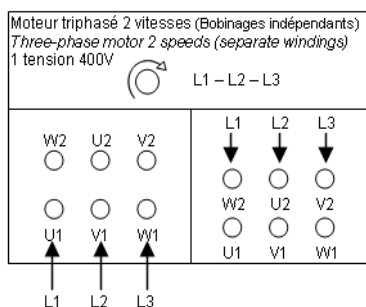 Moteur triphasé 2 vitesses (Bobinages indépendants)
Three-phase motor 2 speeds (separate windings)
1 tension 400V
L1 – L2 – L3
W2 U2 V2
U1 V1 W1
L1 L2 L3
L1 L2 L3
W2 U2 V2
U1 V1 W1